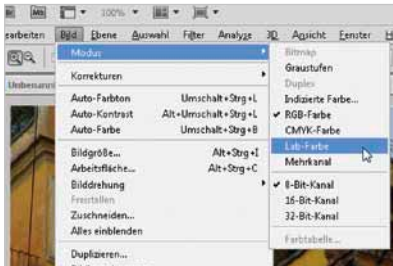 Mb 100%
earbeiten Bild Ebene Auswahl Filter Analyse 3D Ansicht Fenster
Unbenann
Modus
Korrekturen
Auto-Farbton Umschalt+Strg+L
Auto-Kontrast Alt+Umschalt+Strg+L
Auto-Farbe Umschalt+Strg+B
Bildgröße... Alt+Strg+I
Arbeitsfläche... Alt+Strg+C
Bilddrehung
Freistellen
Zuschneiden...
Alles einblenden
Duplizieren...
Bitmap
Graustufen
Duplex
Indizierte Farbe...
RGB-Farbe
CMYK-Farbe
Lab-Farbe
Mehrkanal
8-Bit-Kanal
16-Bit-Kanal
32-Bit-Kanal
Farbtabelle...